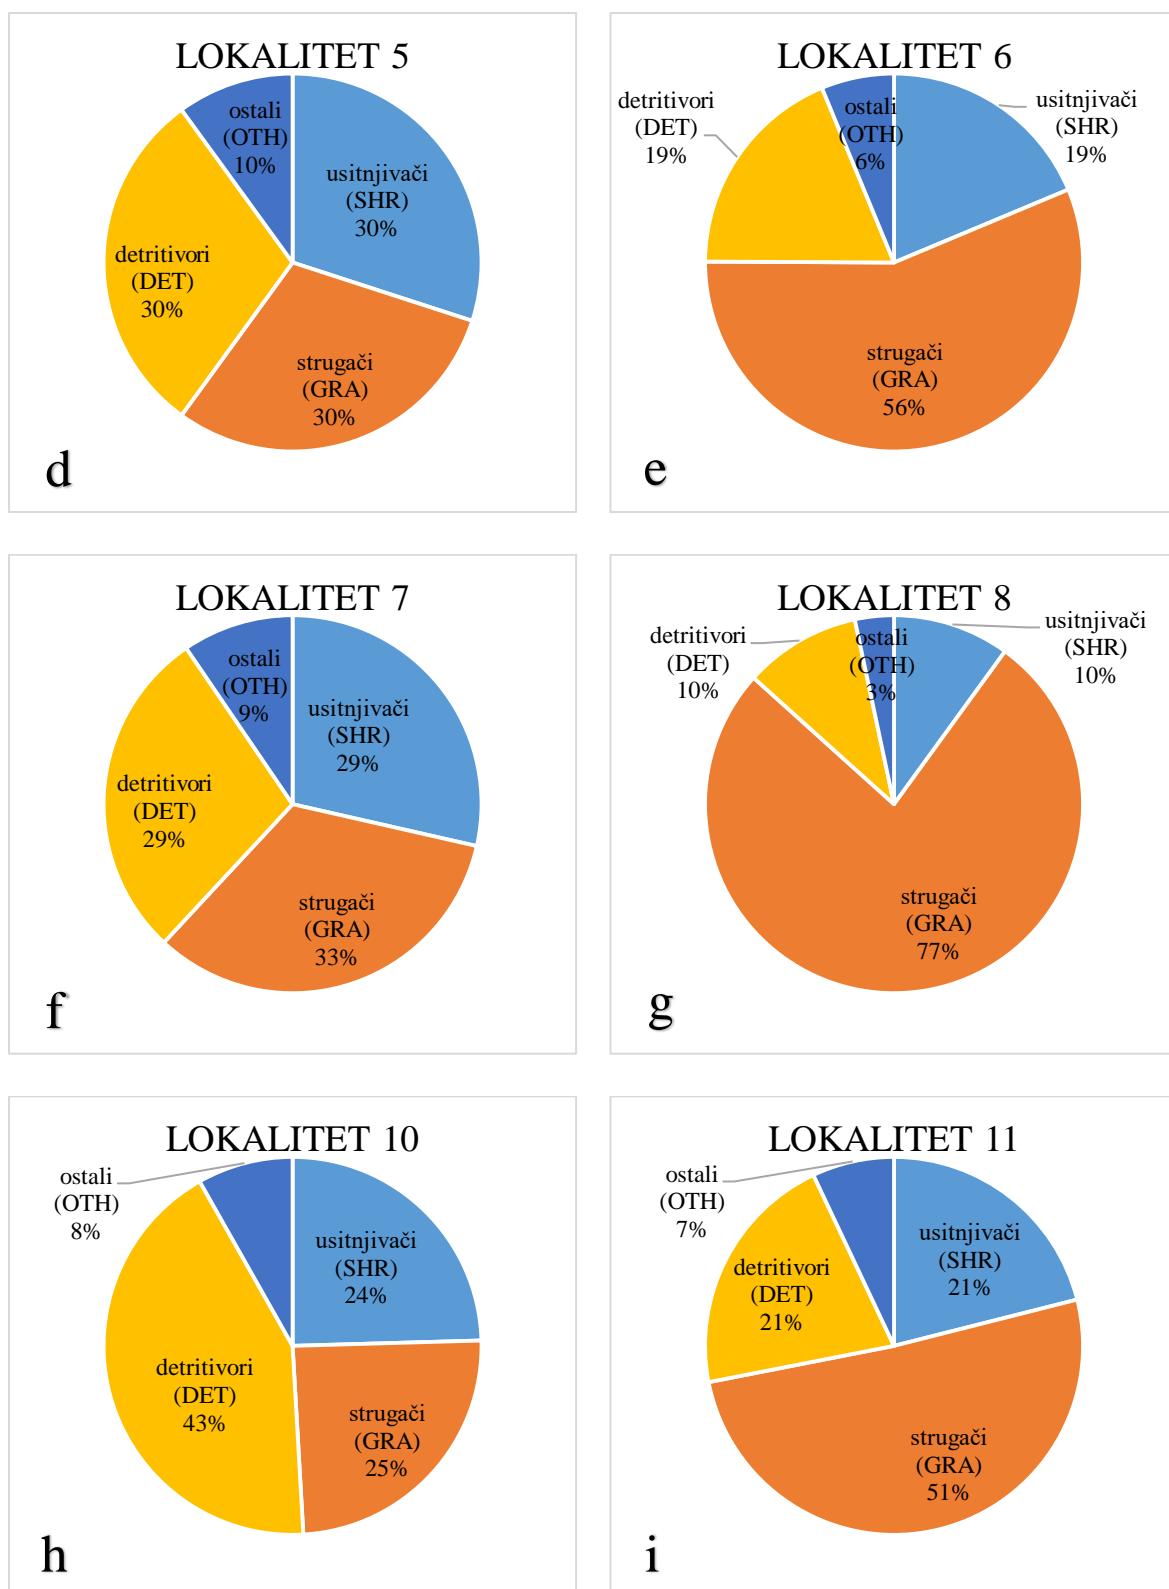 LOKALITET 5
ostali
(OTH)
10%
usitnjivači
(SHR)
30%
detritivori
(DET)
30%
strugači
(GRA)
30%
d
LOKALITET 6
detritivori
(DET)
19%
ostali
(OTH)
6%
usitnjivači
(SHR)
19%
strugači
(GRA)
56%
e
LOKALITET 7
ostali
(OTH)
9%
usitnjivači
(SHR)
29%
detritivori
(DET)
29%
strugači
(GRA)
33%
f
LOKALITET 8
detritivori
(DET)
10%
ostali
(OTH)
3%
usitnjivači
(SHR)
10%
strugači
(GRA)
77%
g
LOKALITET 10
ostali
(OTH)
8%
usitnjivači
(SHR)
24%
detritivori
(DET)
43%
strugači
(GRA)
25%
h
LOKALITET 11
ostali
(OTH)
7%
usitnjivači
(SHR)
21%
detritivori
(DET)
21%
strugači
(GRA)
51%
i